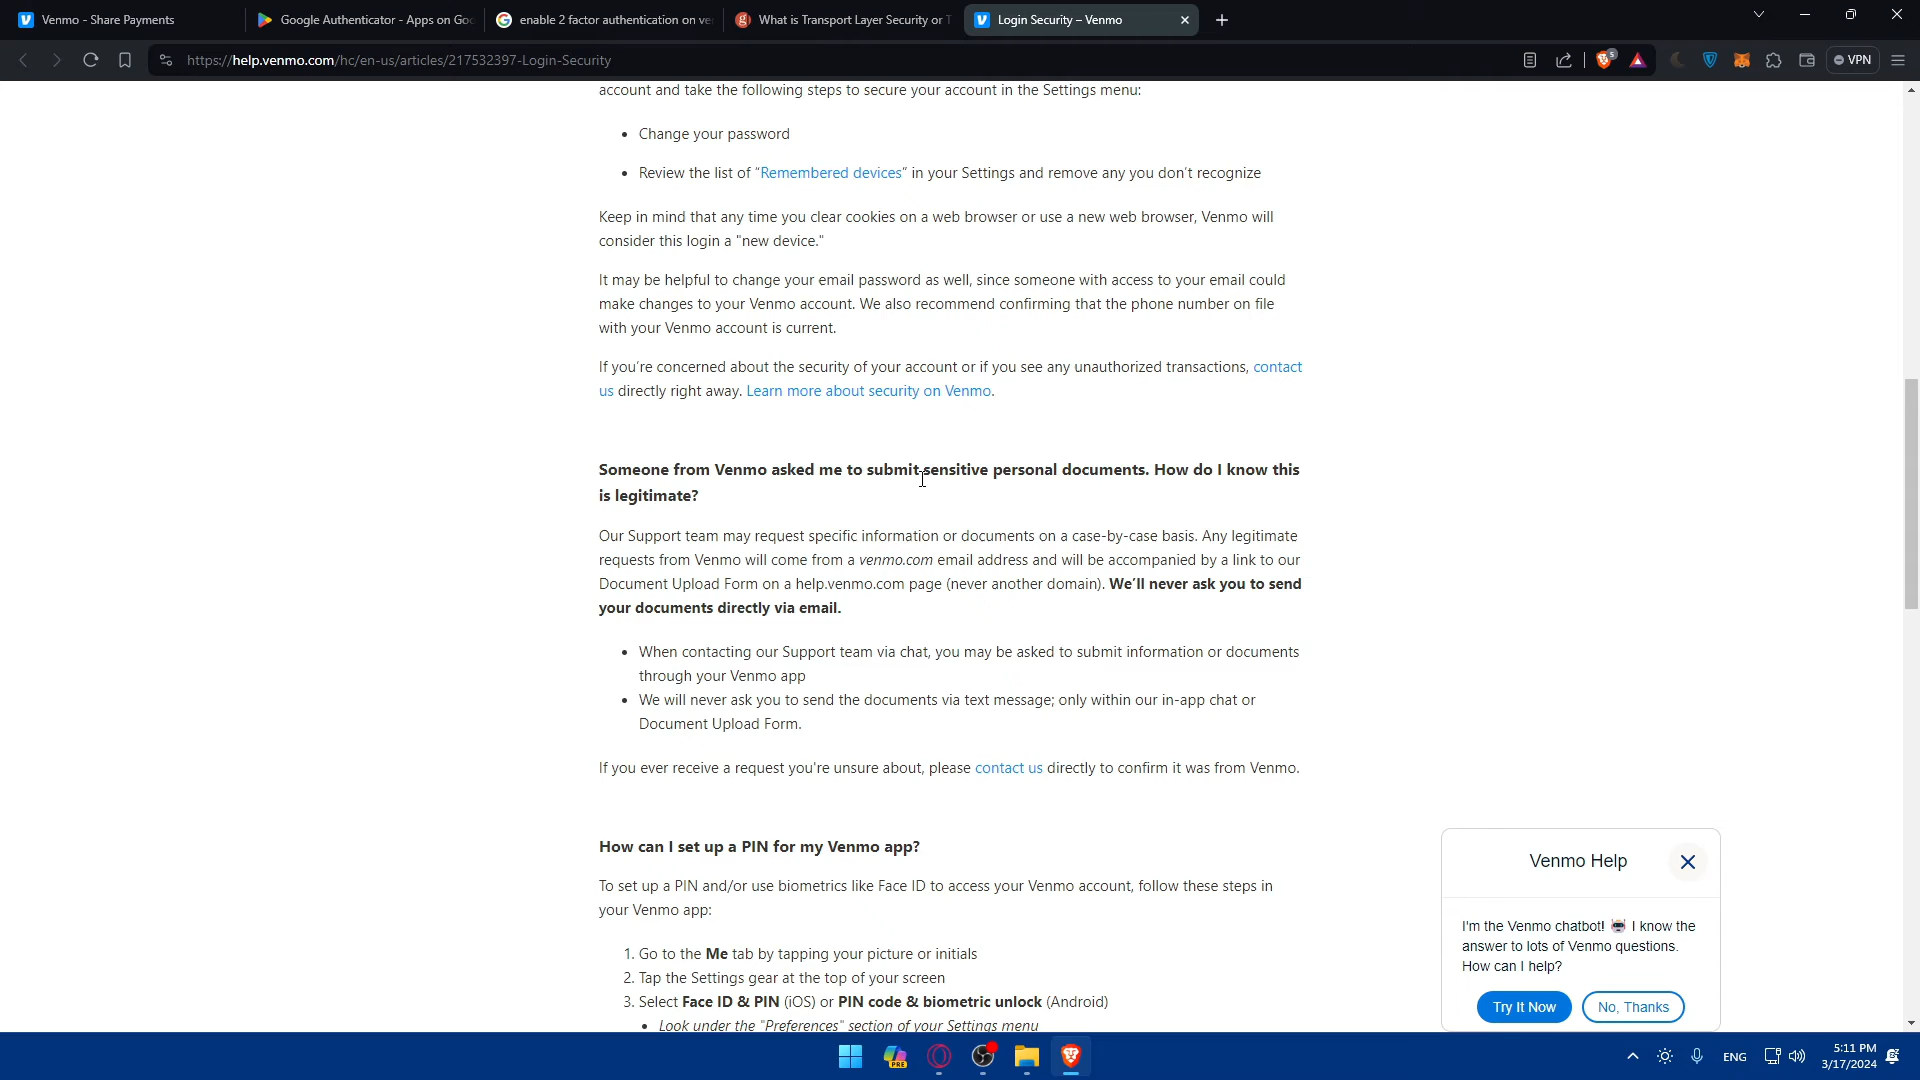 Venmo - Share Payments
Google Authenticator - Apps on Goo
enable 2 factor authentication on ve
What is Transport Layer Security or T
Login Security – Venmo
https://help.venmo.com/hc/en-us/articles/217532397-Login-Security
5
VPN
account and take the following steps to secure your account in the Settings menu:
• Change your password
• Review the list of “Remembered devices” in your Settings and remove any you don’t recognize
Keep in mind that any time you clear cookies on a web browser or use a new web browser, Venmo will
consider this login a "new device."
It may be helpful to change your email password as well, since someone with access to your email could
make changes to your Venmo account. We also recommend confirming that the phone number on file
with your Venmo account is current.
If you’re concerned about the security of your account or if you see any unauthorized transactions, contact
us directly right away. Learn more about security on Venmo.
Someone from Venmo asked me to submit sensitive personal documents. How do I know this
is legitimate?
Our Support team may request specific information or documents on a case-by-case basis. Any legitimate
requests from Venmo will come from a venmo.com email address and will be accompanied by a link to our
Document Upload Form on a help.venmo.com page (never another domain). We’ll never ask you to send
your documents directly via email.
• When contacting our Support team via chat, you may be asked to submit information or documents
through your Venmo app
• We will never ask you to send the documents via text message; only within our in-app chat or
Document Upload Form.
If you ever receive a request you're unsure about, please contact us directly to confirm it was from Venmo.
How can I set up a PIN for my Venmo app?
To set up a PIN and/or use biometrics like Face ID to access your Venmo account, follow these steps in
your Venmo app:
1. Go to the Me tab by tapping your picture or initials
2. Tap the Settings gear at the top of your screen
3. Select Face ID & PIN (iOS) or PIN code & biometric unlock (Android)
• Look under the "Preferences" section of your Settings menu
Venmo Help
I'm the Venmo chatbot! I know the
answer to lots of Venmo questions.
How can I help?
Try It Now
No, Thanks
PRE
ENG
5:11 PM
3/17/2024